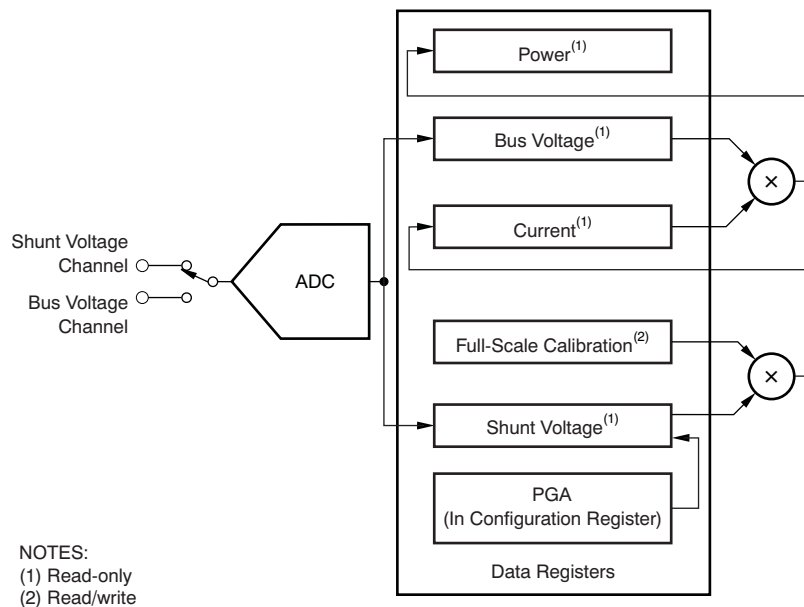 Power(1)
Bus Voltage(1)
×
Current(1)
Shunt Voltage
Channel
ADC
Bus Voltage
Channel
Full-Scale Calibration(2)
×
Shunt Voltage(1)
PGA
(In Configuration Register)
Data Registers
NOTES:
(1) Read-only
(2) Read/write